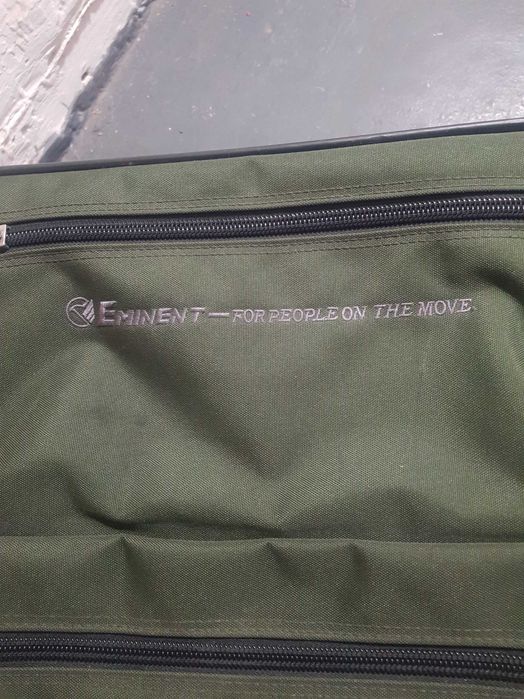 EMINENT — FOR PEOPLE ON THE MOVE